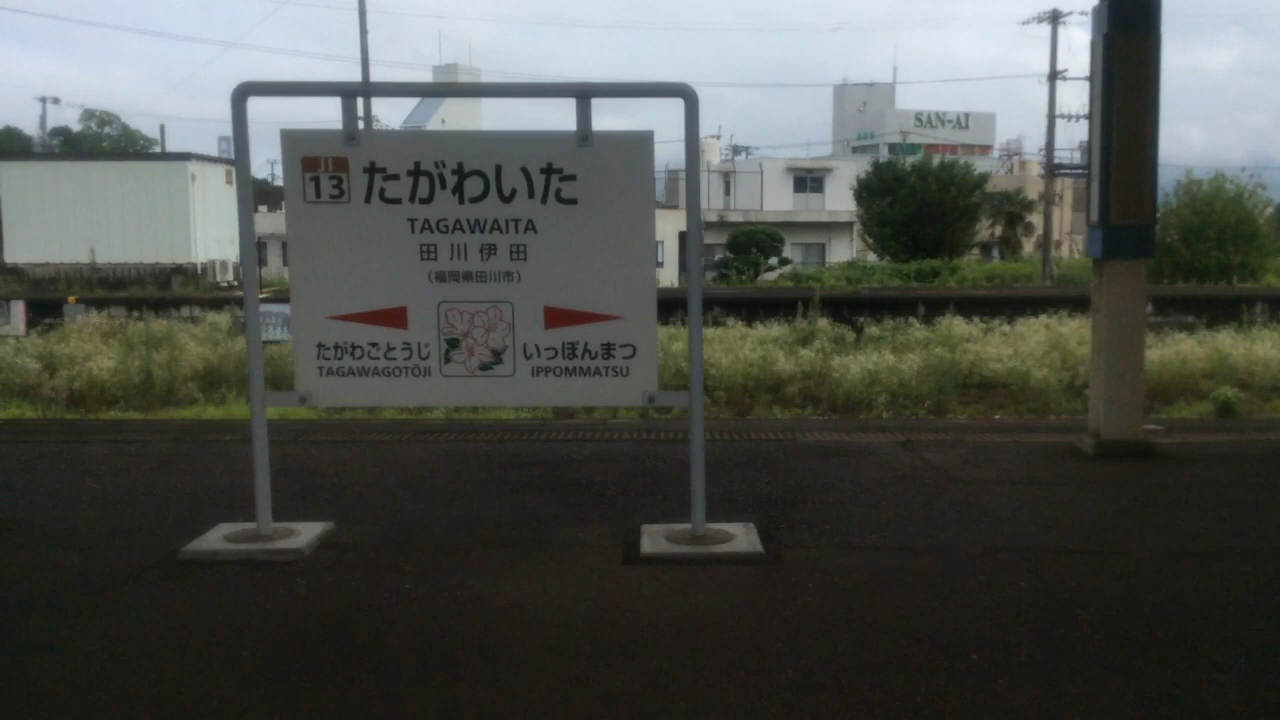 JI
13
たがわいた
TAGAWAITA
田川伊田
（福岡県田川市）
たがわごとうじ
TAGAWAGOTŌJI
いっぽんまつ
IPPOMMATSU
SAN-AI